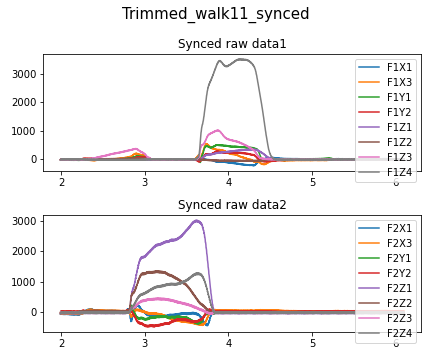 Trimmed_walk11_synced
Synced raw data1
3000
2000
1000
0
2
3
4
5
6
F1X1
F1X3
F1Y1
F1Y2
F1Z1
F1Z2
F1Z3
F1Z4
Synced raw data2
3000
2000
1000
0
2
3
4
5
6
F2X1
F2X3
F2Y1
F2Y2
F2Z1
F2Z2
F2Z3
F2Z4